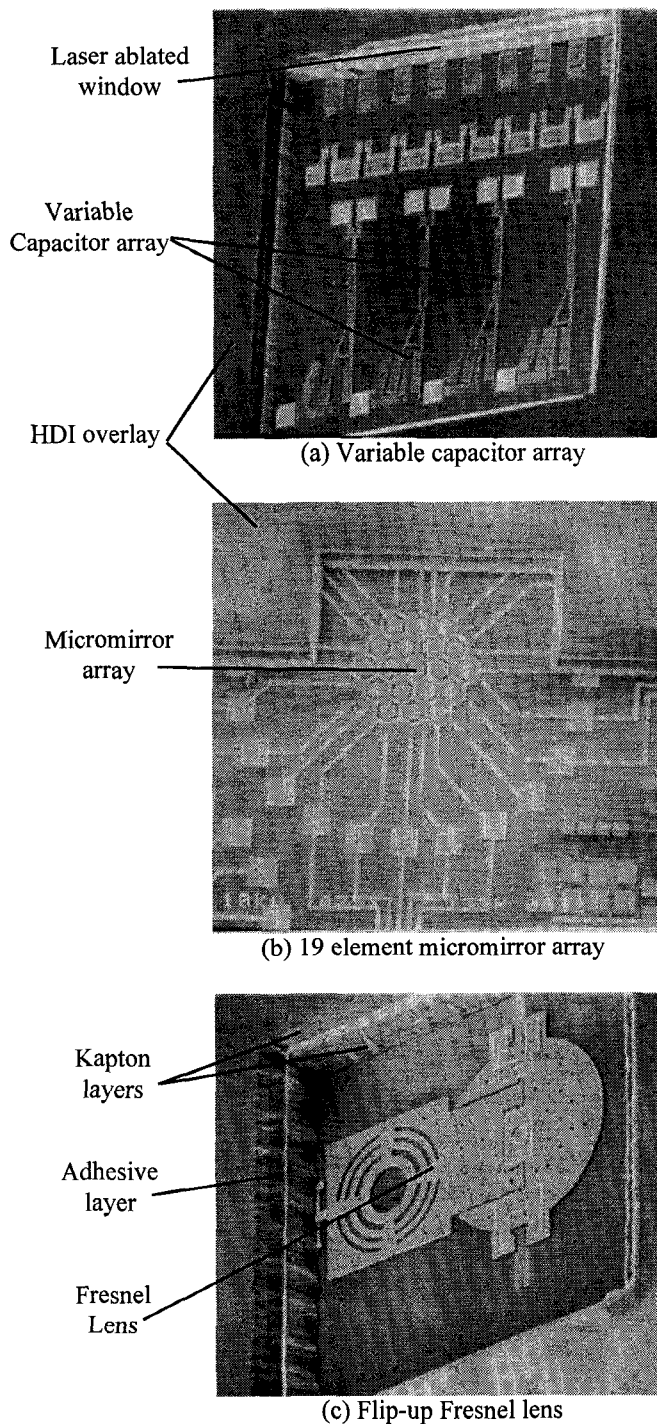 Laser ablated
window
Variable
Capacitor array
HDI overlay
(a) Variable capacitor array
Micromirror
array
(b) 19 element micromirror array
Kapton
layers
Adhesive
layer
Fresnel
Lens
(c) Flip-up Fresnel lens